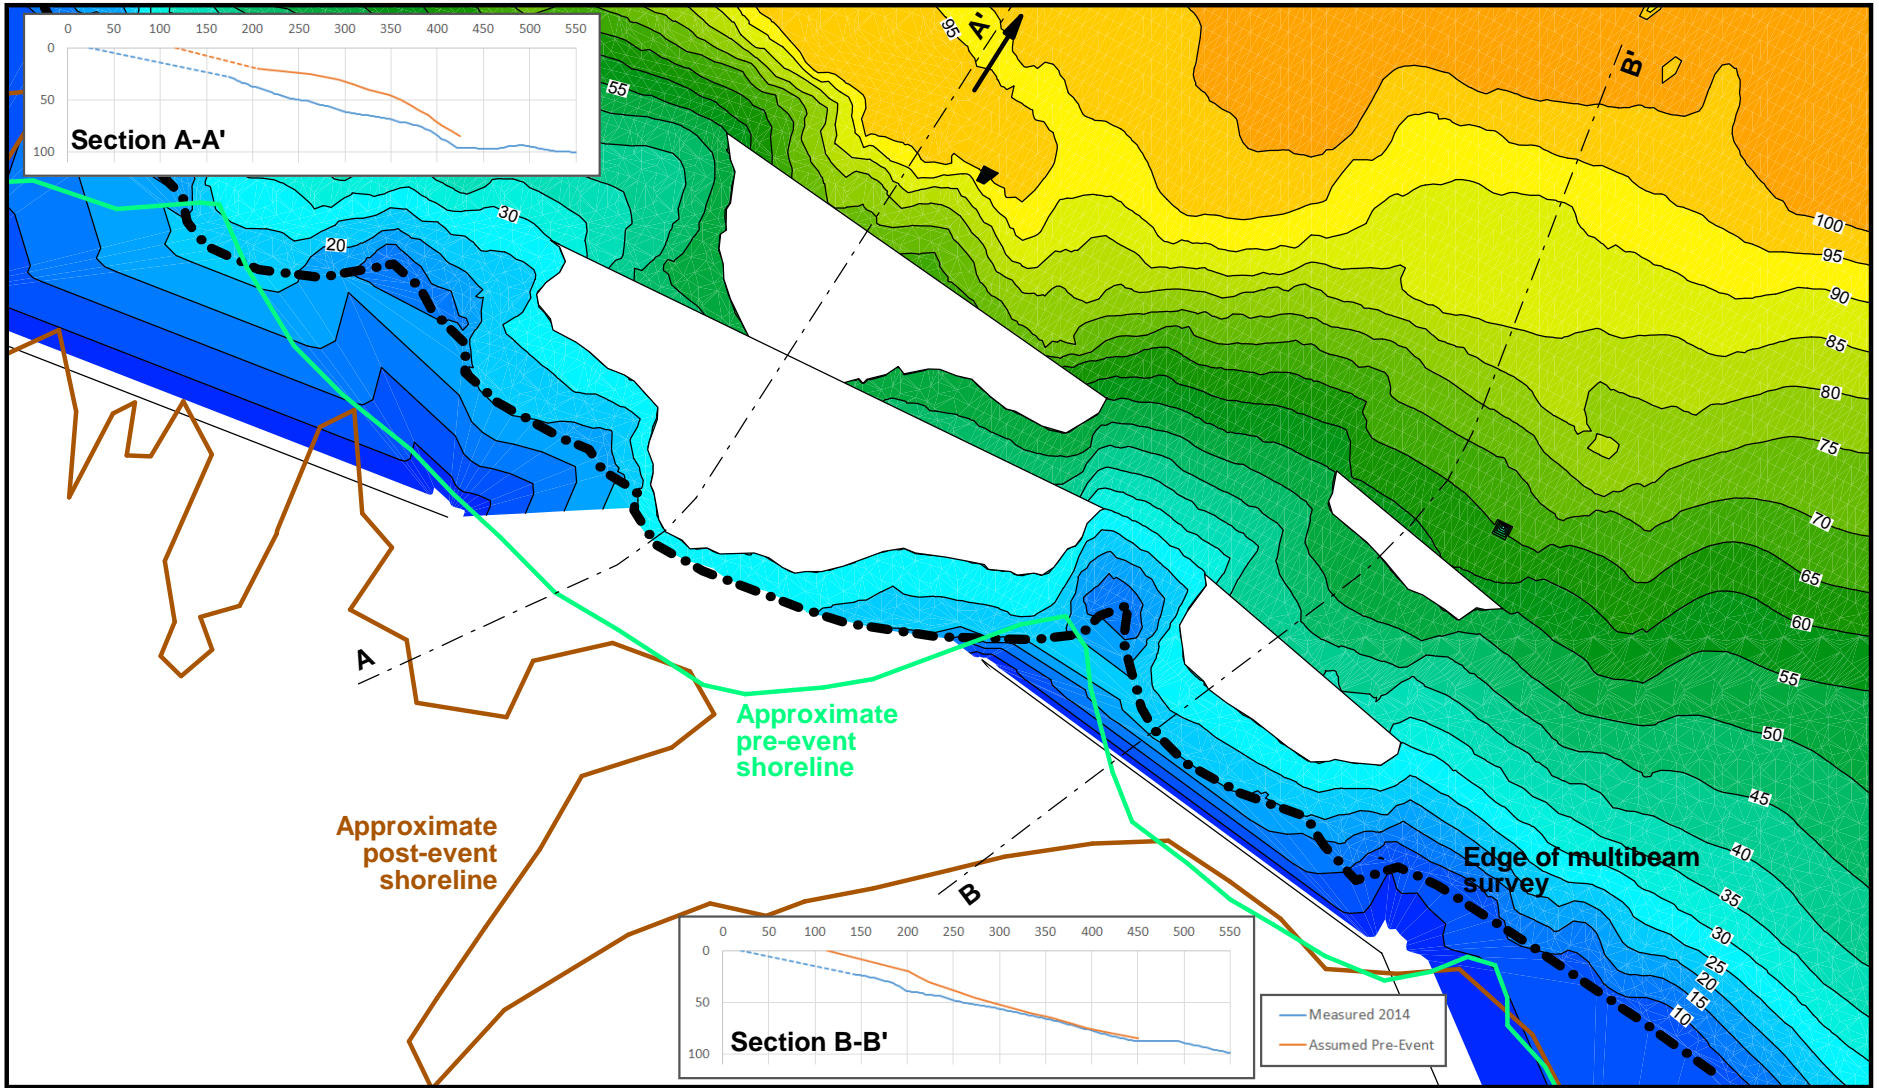 0 50 100 150 200 250 300 350 400 450 500 550
0
50
100
Section A-A'
55
95
A'
B'
30
20
100
95
90
85
80
75
70
65
60
55
50
45
40
35
30
25
20
15
10
A
Approximate
pre-event
shoreline
Approximate
post-event
shoreline
B
Edge of multibeam
survey
0 50 100 150 200 250 300 350 400 450 500 550
0
50
100
Section B-B'
Measured 2014
Assumed Pre-Event